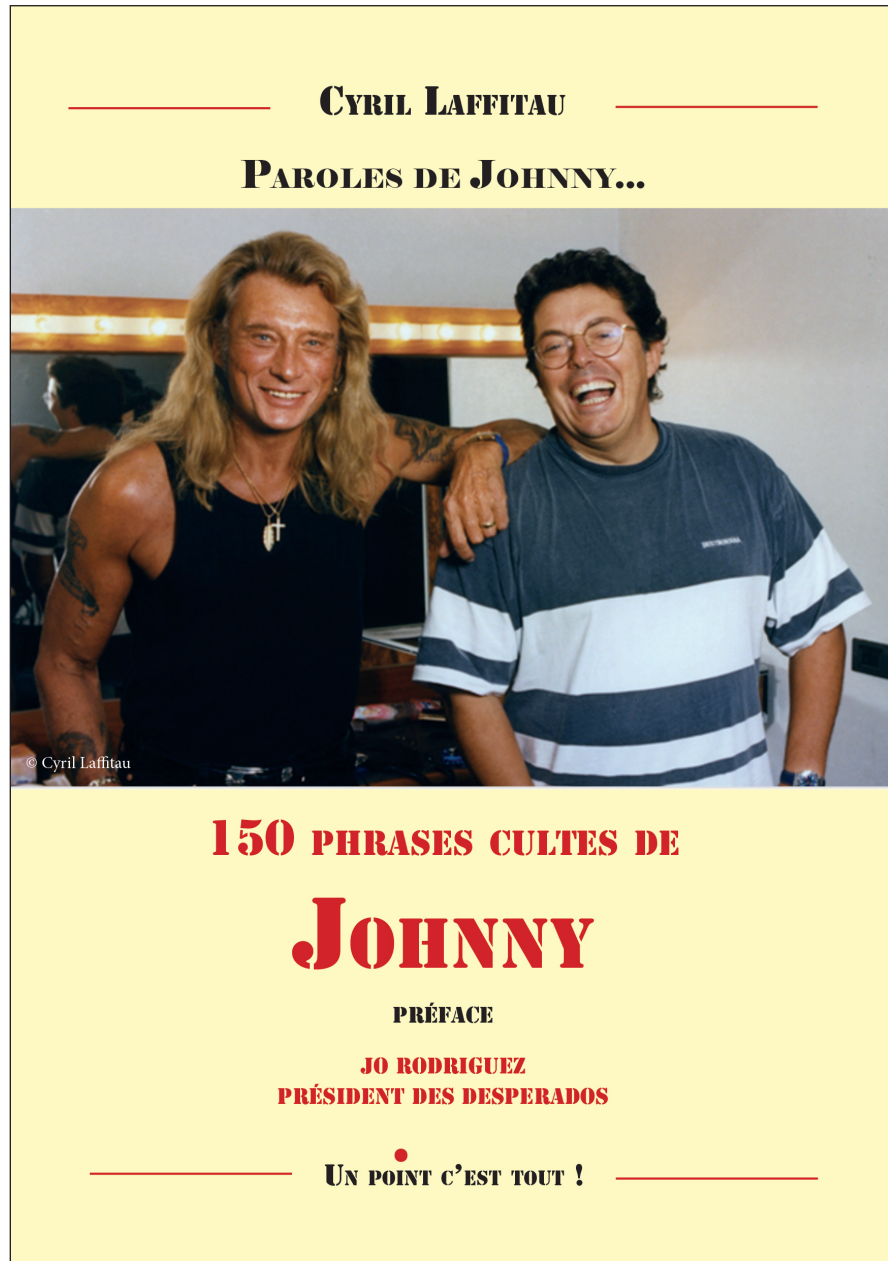 Cyril Laffitau
Paroles de Johnny...
© Cyril Laffitau
150 phrases cultes de
Johnny
préface
Jo Rodriguez
Président des Desperados
Un point c'est tout !